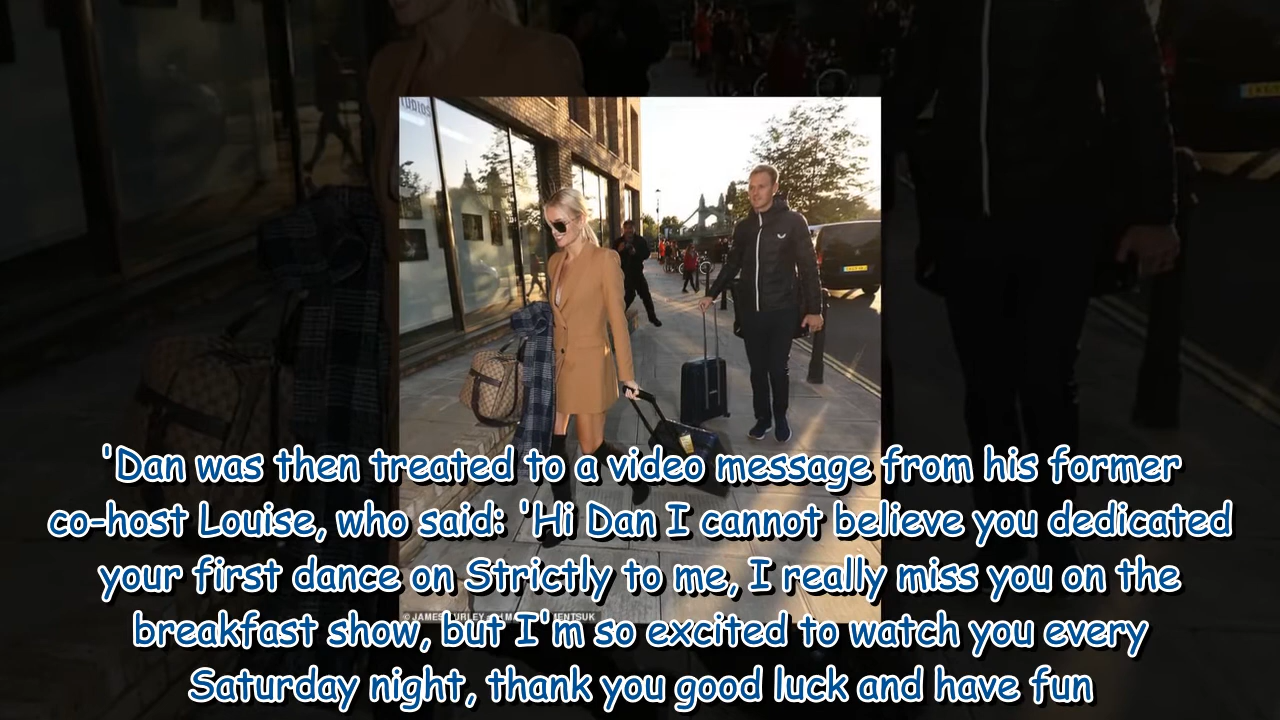 UDIOS
'Dan was then treated to a video message from his former
co-host Louise, who said: 'Hi Dan I cannot believe you dedicated
your first dance on Strictly to me, I really miss you on the
breakfast show, but I'm so excited to watch you every
Saturday night, thank you good luck and have fun
© JAMES